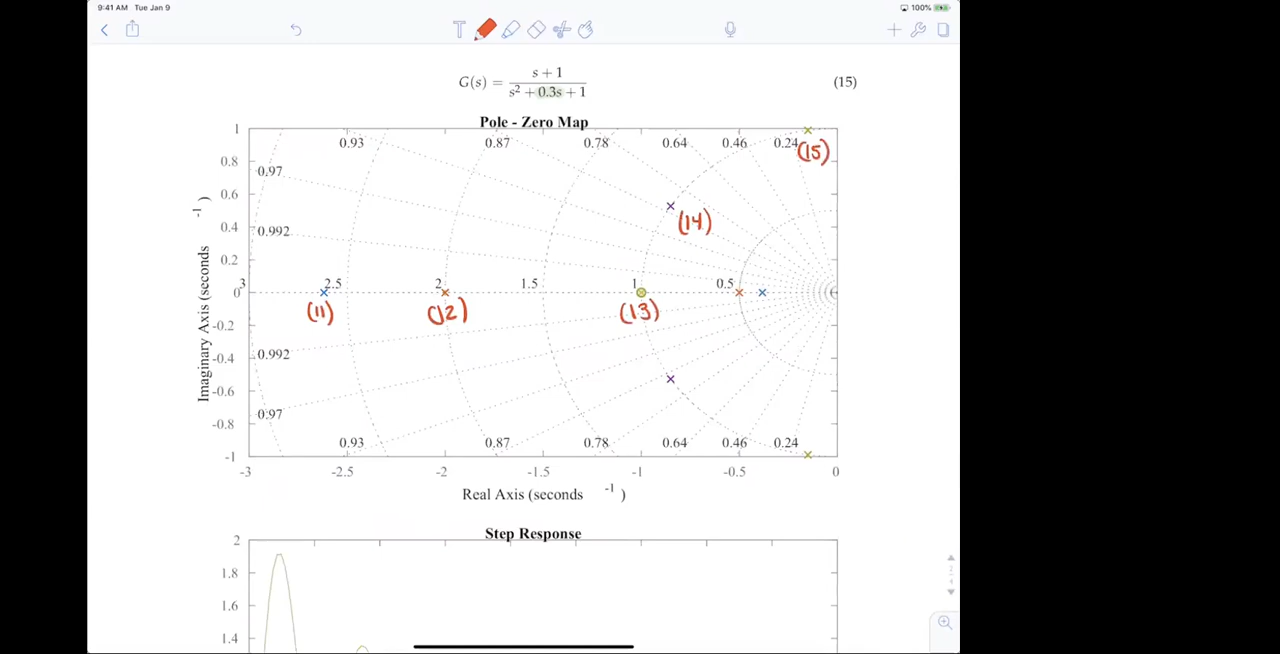 9:41 AM Tue Jan 9
100%
G(s) = s + 1 / s² + 0.3s + 1 (15)
Pole - Zero Map
1 0.93 0.87 0.78 0.64 0.46 0.24 (15)
0.8 0.97
0.6 (14)
0.4 0.992
0.2
3 2.5 2 1.5 1 0.5
0
(11) (12) (13)
-0.2
-0.4 0.992
-0.6
0.97
-0.8 0.93 0.87 0.78 0.64 0.46 0.24
-1
-3 -2.5 -2 -1.5 -1 -0.5 0
Imaginary Axis (seconds -1 )
Real Axis (seconds -1 )
Step Response
2
1.8
1.6
1.4